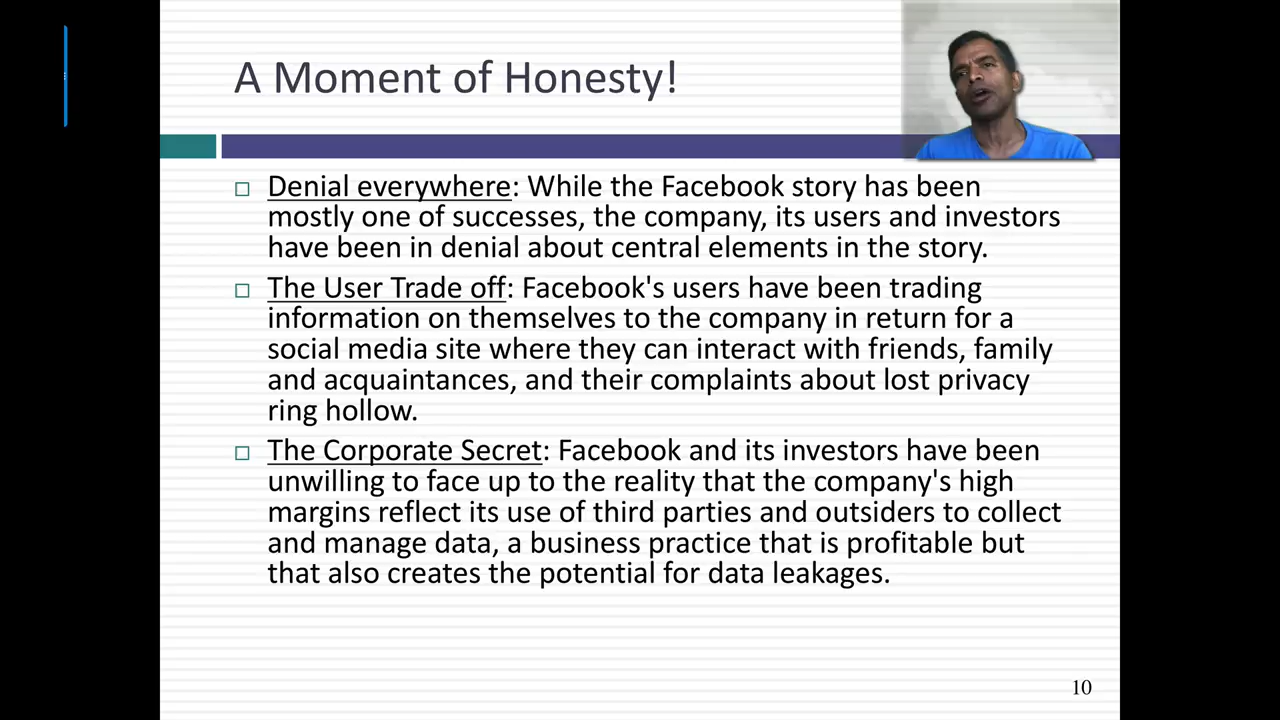 A Moment of Honesty!
Denial everywhere: While the Facebook story has been
mostly one of successes, the company, its users and investors
have been in denial about central elements in the story.
The User Trade off: Facebook's users have been trading
information on themselves to the company in return for a
social media site where they can interact with friends, family
and acquaintances, and their complaints about lost privacy
ring hollow.
The Corporate Secret: Facebook and its investors have been
unwilling to face up to the reality that the company's high
margins reflect its use of third parties and outsiders to collect
and manage data, a business practice that is profitable but
that also creates the potential for data leakages.
10